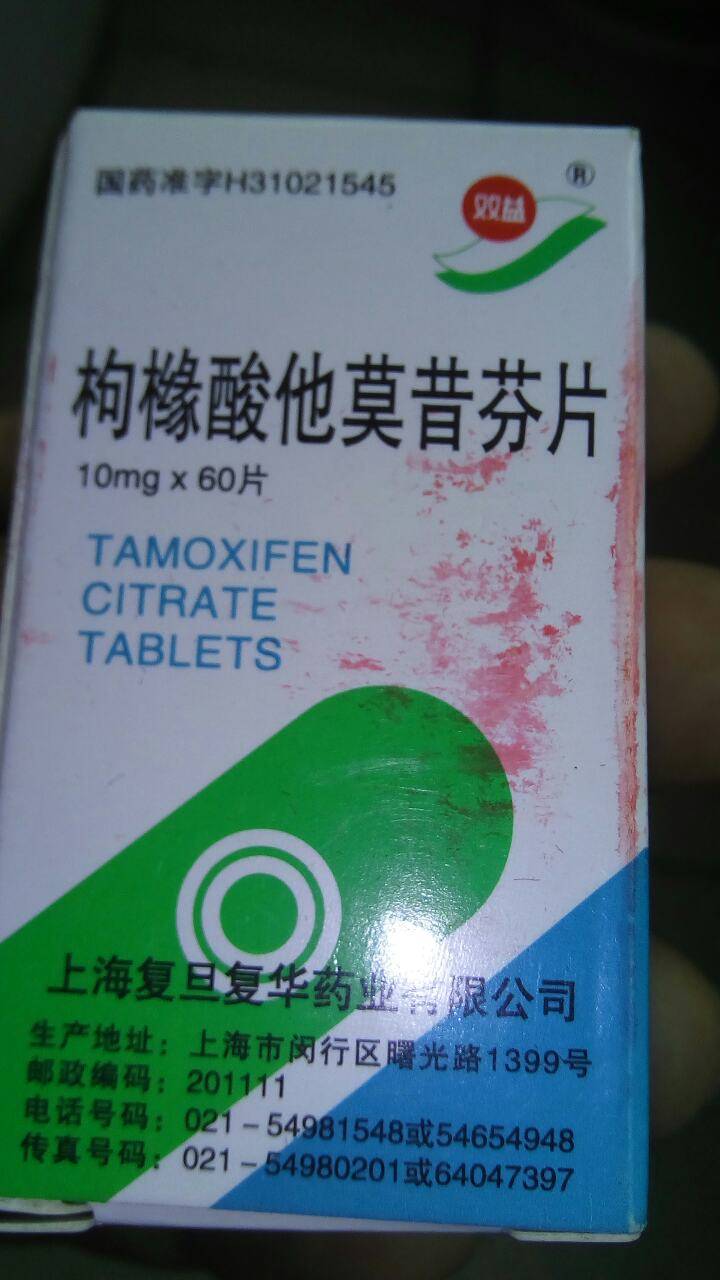 国药准字H31021545
双益
®
枸橼酸他莫昔芬片
10mg x 60片
TAMOXIFEN
CITRATE
TABLETS
上海复旦复华药业有限公司
生产地址：上海市闵行区曙光路1399号
邮政编码：201111
电话号码：021－54981548或54654948
传真号码：021－54980201或64047397